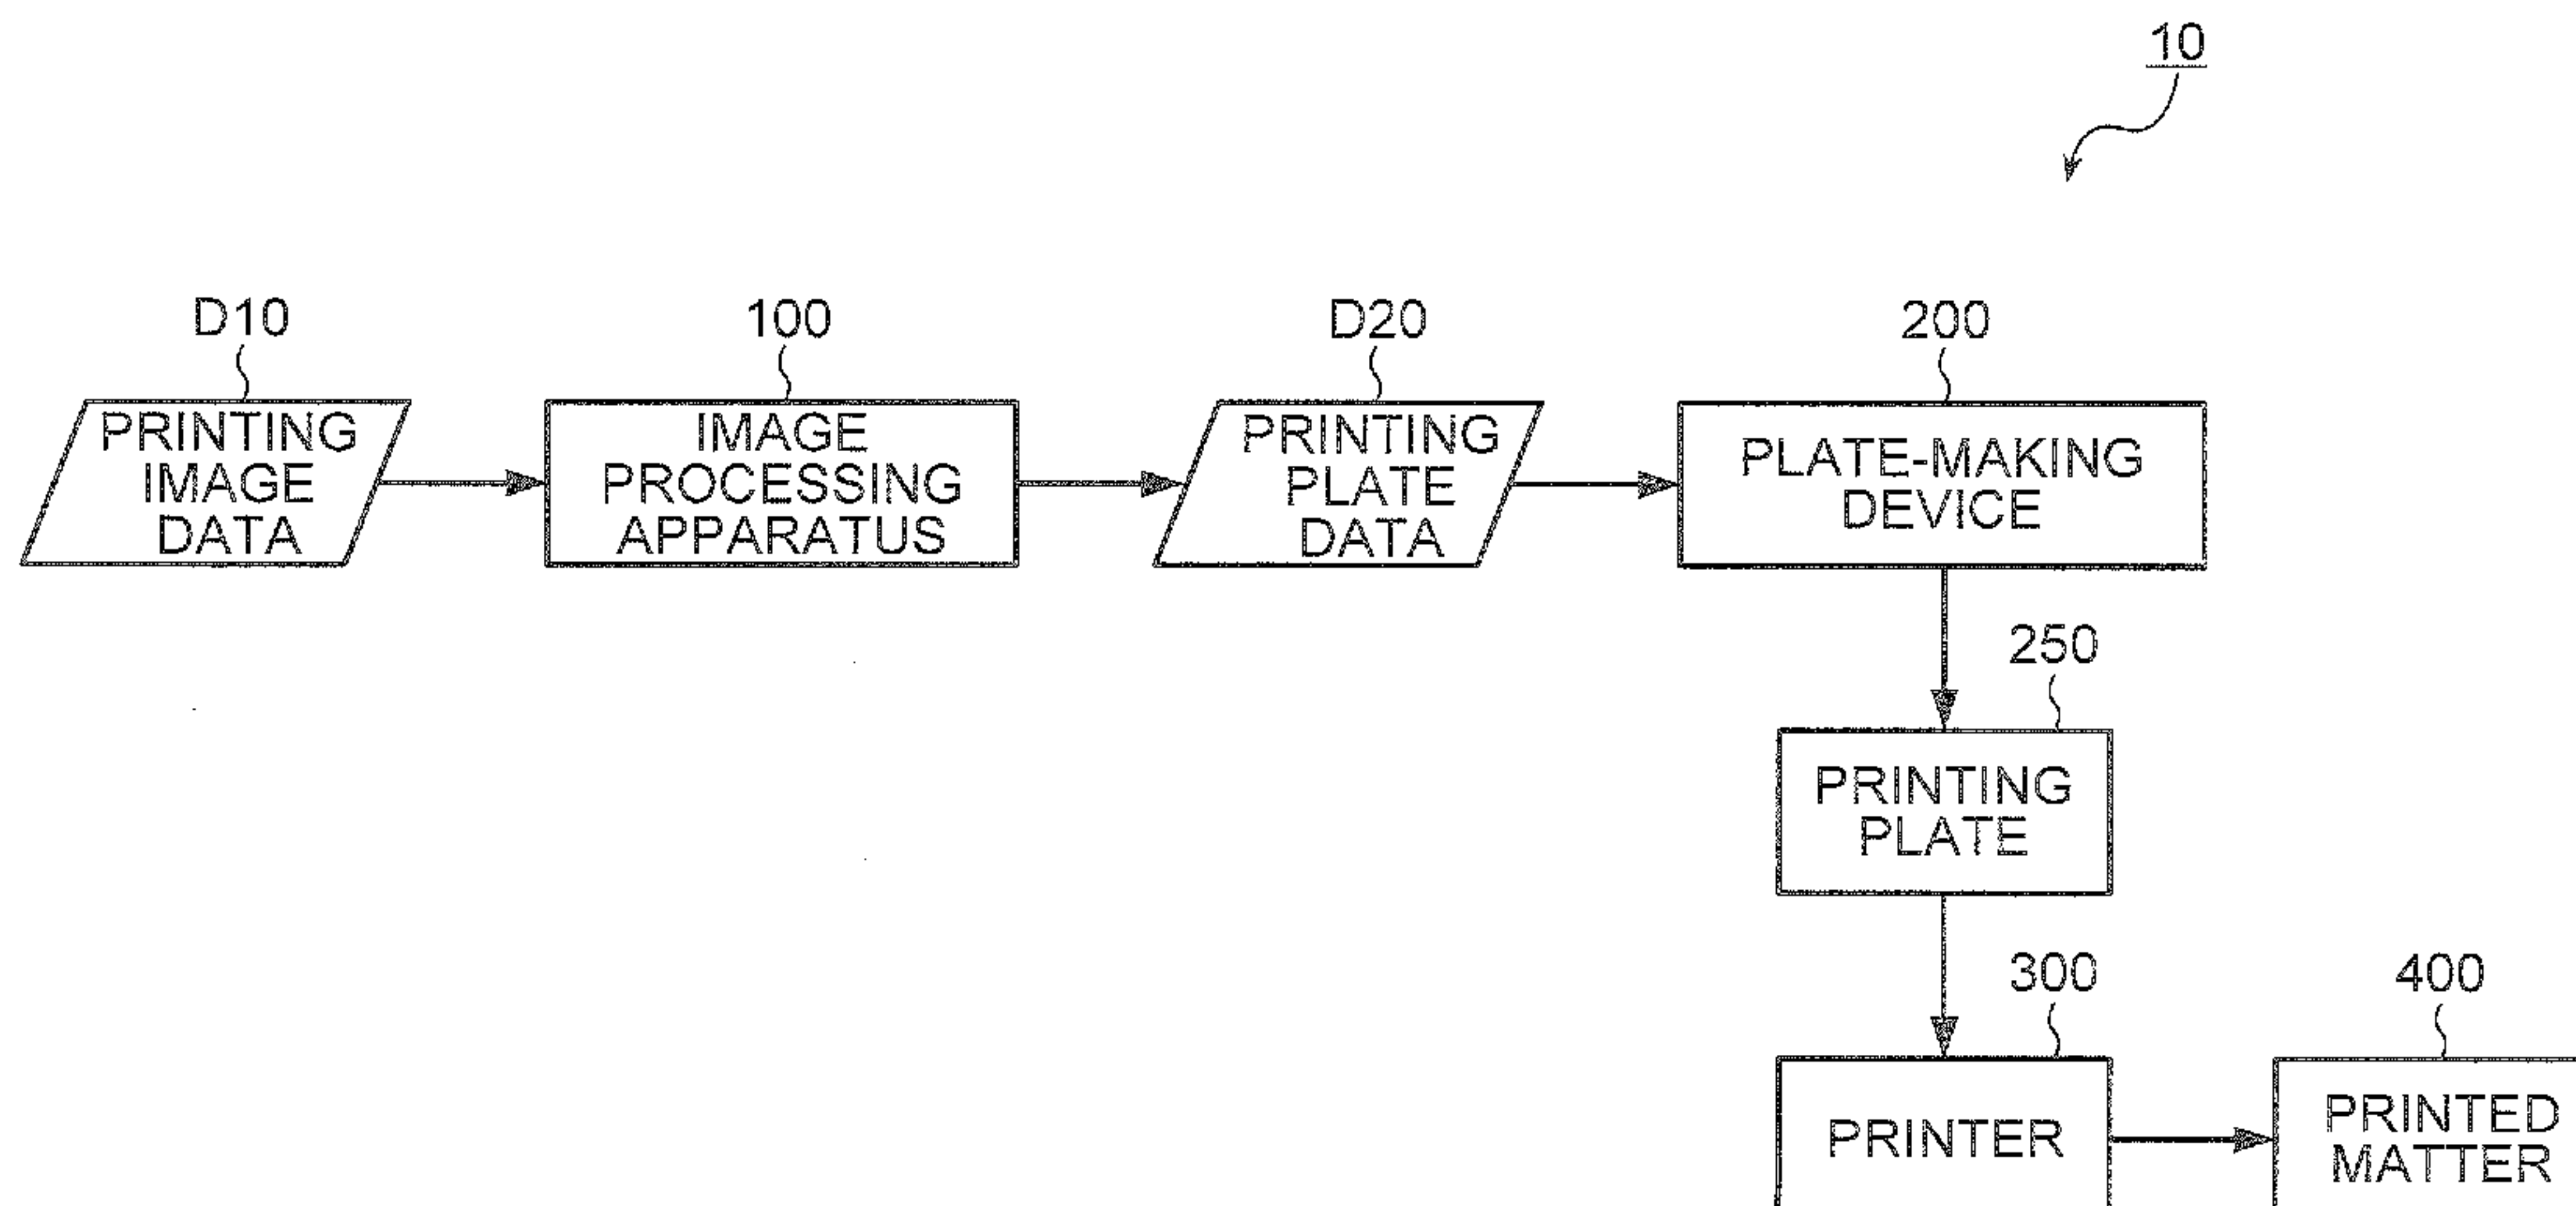 10
D10
100
D20
200
PRINTING
IMAGE
DATA
IMAGE
PROCESSING
APPARATUS
PRINTING
PLATE
DATA
PLATE-MAKING
DEVICE
250
PRINTING
PLATE
300
400
PRINTER
PRINTED
MATTER